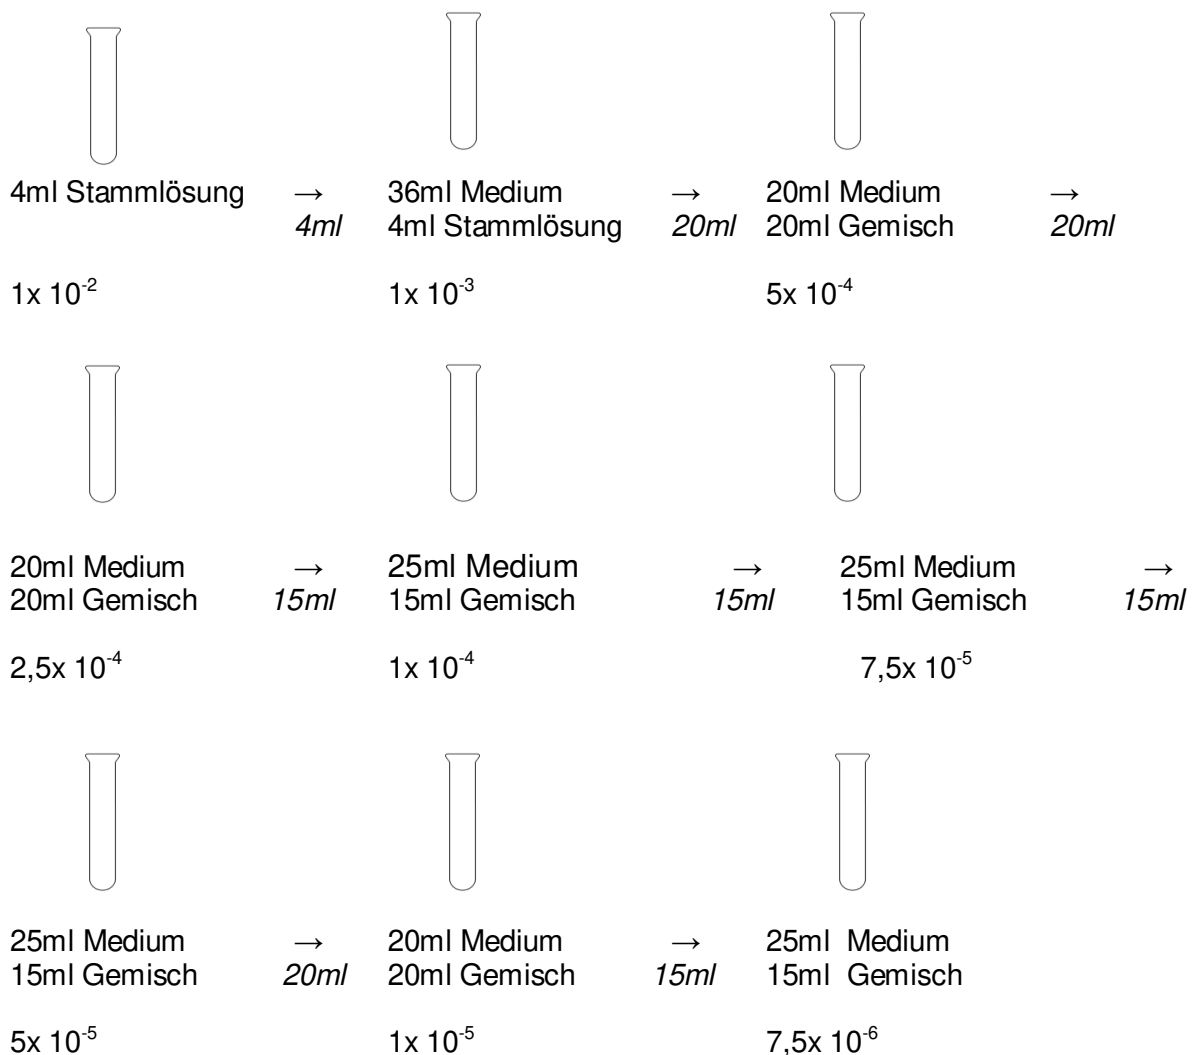 4ml Stammlösung → 36ml Medium → 20ml Medium →
4ml 4ml Stammlösung 20ml 20ml Gemisch 20ml
1x 10⁻² 1x 10⁻³ 5x 10⁻⁴
20ml Medium → 25ml Medium → 25ml Medium →
20ml Gemisch 15ml 15ml Gemisch 15ml 15ml Gemisch 15ml
2,5x 10⁻⁴ 1x 10⁻⁴ 7,5x 10⁻⁵
25ml Medium → 20ml Medium → 25ml Medium
15ml Gemisch 20ml 20ml Gemisch 15ml 15ml Gemisch
5x 10⁻⁵ 1x 10⁻⁵ 7,5x 10⁻⁶